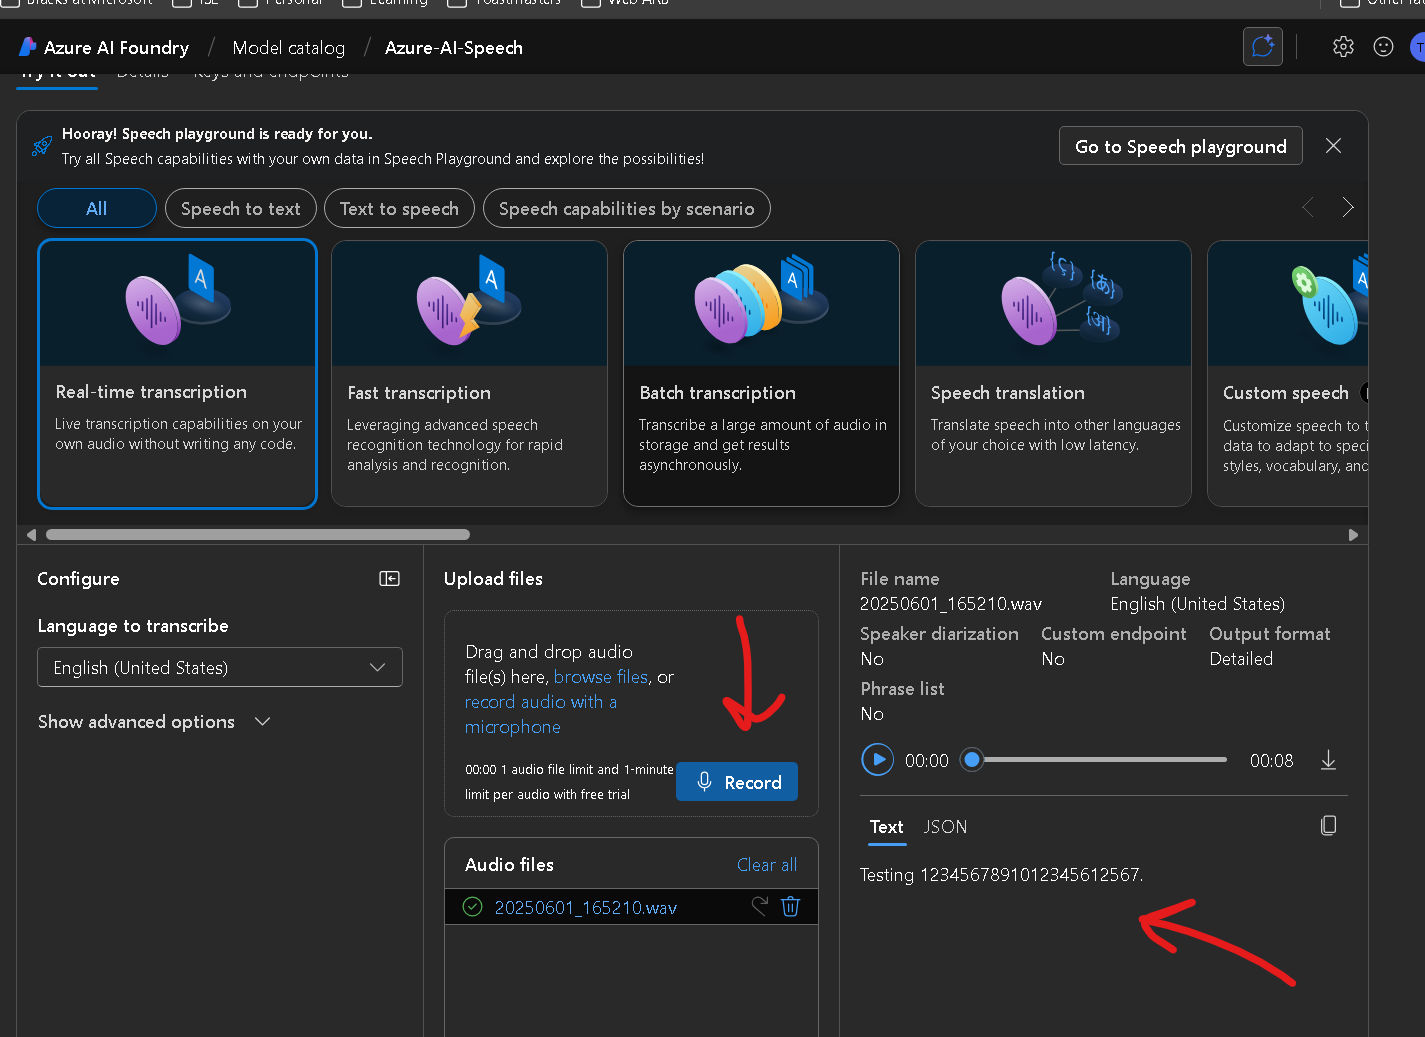 Blacks at Microsoft ISE Personal Learning Toastmasters Web ARB
Azure AI Foundry / Model catalog / Azure-AI-Speech
T
Try it out Details Keys and endpoints
Hooray! Speech playground is ready for you.
Try all Speech capabilities with your own data in Speech Playground and explore the possibilities!
Go to Speech playground
All Speech to text Text to speech Speech capabilities by scenario
A
A
A
{ç}
{あ}
{अ}
A
Real-time transcription
Live transcription capabilities on your
own audio without writing any code.
Fast transcription
Leveraging advanced speech
recognition technology for rapid
analysis and recognition.
Batch transcription
Transcribe a large amount of audio in
storage and get results
asynchronously.
Speech translation
Translate speech into other languages
of your choice with low latency.
Custom speech
Customize speech to t
data to adapt to speci
styles, vocabulary, and
Configure
Language to transcribe
English (United States)
Show advanced options
Upload files
Drag and drop audio
file(s) here, browse files, or
record audio with a
microphone
00:00 1 audio file limit and 1-minute
limit per audio with free trial
Record
Audio files Clear all
20250601_165210.wav
File name Language
20250601_165210.wav English (United States)
Speaker diarization Custom endpoint Output format
No No Detailed
Phrase list
No
00:00 00:08
Text JSON
Testing 1234567891012345612567.